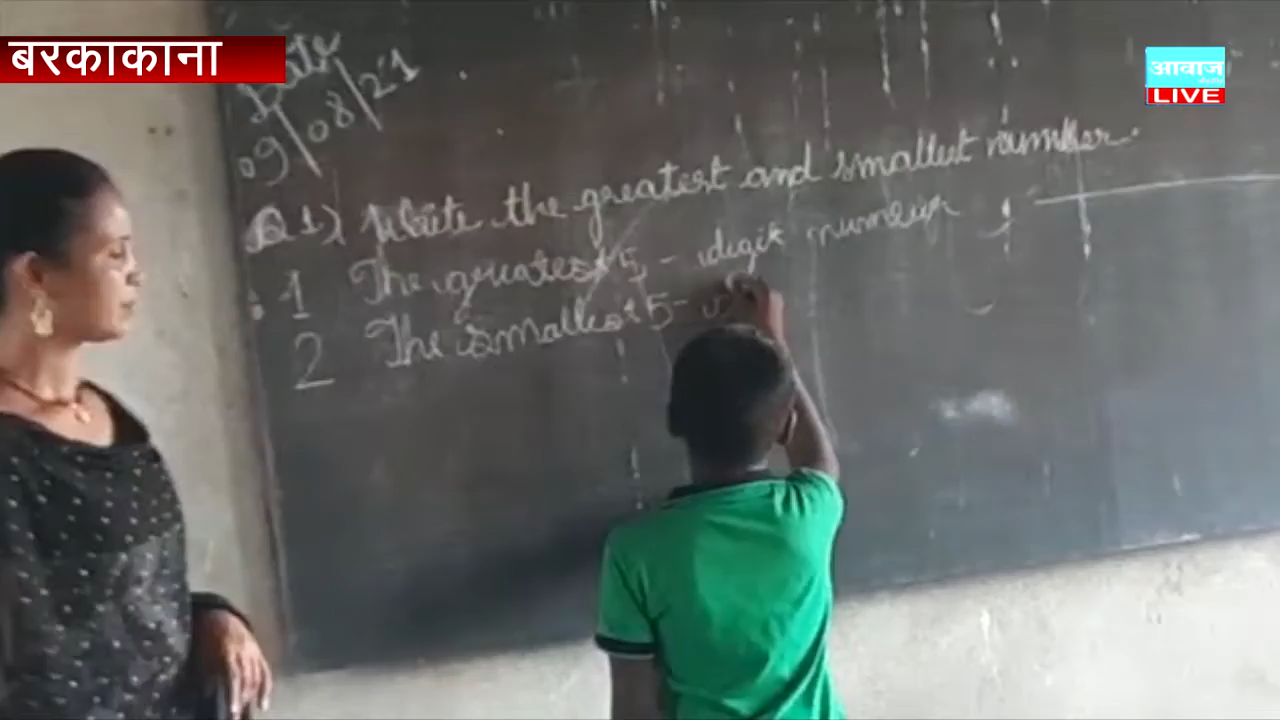 बरकाकाना
आवाज
LIVE
Date
09/08/21
Q 1) Write the greatest and smallest number.
1 The greatest 5 - digit number
2 The smallest 5 -